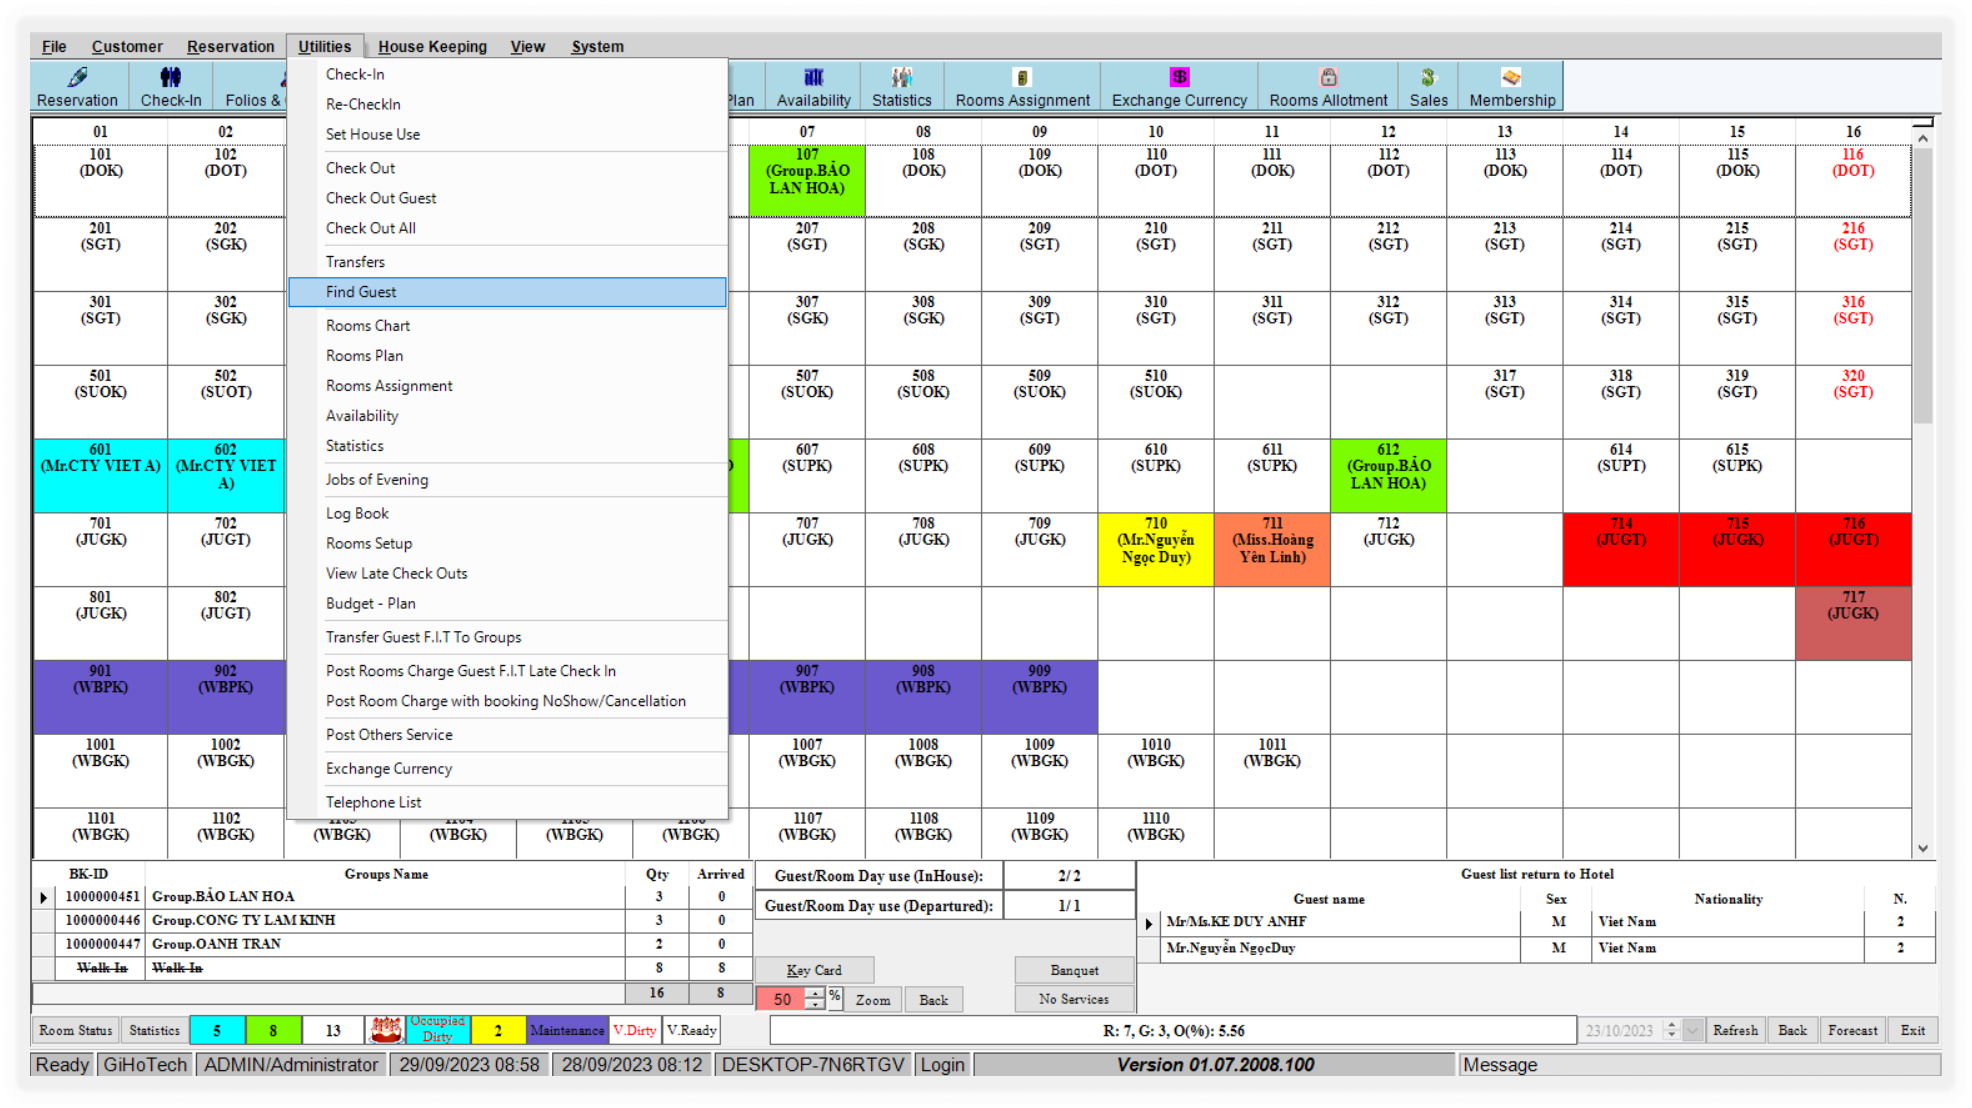 File Customer Reservation Utilities House Keeping View System
Reservation Check-In Folios & Plan Availability Statistics Rooms Assignment Exchange Currency Rooms Allotment Sales Membership
Check-In
Re-CheckIn
Set House Use
Check Out
Check Out Guest
Check Out All
Transfers
Find Guest
Rooms Chart
Rooms Plan
Rooms Assignment
Availability
Statistics
Jobs of Evening
Log Book
Rooms Setup
View Late Check Outs
Budget - Plan
Transfer Guest F.I.T To Groups
Post Rooms Charge Guest F.I.T Late Check In
Post Room Charge with booking NoShow/Cancellation
Post Others Service
Exchange Currency
Telephone List
01 02 07 08 09 10 11 12 13 14 15 16
101 102 107 108 109 110 111 112 113 114 115 116
(DOK) (DOT) (Group.BẢO (DOK) (DOK) (DOT) (DOK) (DOT) (DOK) (DOT) (DOK) (DOT)
LAN HOA)
201 202 207 208 209 210 211 212 213 214 215 216
(SGT) (SGK) (SGT) (SGK) (SGT) (SGT) (SGT) (SGT) (SGT) (SGT) (SGT) (SGT)
301 302 307 308 309 310 311 312 313 314 315 316
(SGT) (SGK) (SGK) (SGK) (SGT) (SGT) (SGT) (SGT) (SGT) (SGT) (SGT) (SGT)
501 502 507 508 509 510 317 318 319 320
(SUOK) (SUOT) (SUOK) (SUOK) (SUOK) (SUOK) (SGT) (SGT) (SGT) (SGT)
601 602 607 608 609 610 611 612 614 615
(Mr.CTY VIET A) (Mr.CTY VIET ) (SUPK) (SUPK) (SUPK) (SUPK) (SUPK) (Group.BẢO (SUPT) (SUPK)
A) LAN HOA)
701 702 707 708 709 710 711 712 714 715 716
(JUGK) (JUGT) (JUGK) (JUGK) (JUGK) (Mr.Nguyễn (Miss.Hoàng (JUGK) (JUGT) (JUGK) (JUGT)
Ngọc Duy) Yên Linh)
801 802 717
(JUGK) (JUGT) (JUGK)
901 902 907 908 909
(WBPK) (WBPK) (WBPK) (WBPK) (WBPK)
1001 1002 1007 1008 1009 1010 1011
(WBGK) (WBGK) (WBGK) (WBGK) (WBGK) (WBGK) (WBGK)
1101 1102 1107 1108 1109 1110
(WBGK) (WBGK) (WBGK) (WBGK) (WBGK) (WBGK) (WBGK) (WBGK) (WBGK) (WBGK)
BK-ID Groups Name Qty Arrived
1000000451 Group.BẢO LAN HOA 3 0
1000000446 Group.CONG TY LAM KINH 3 0
1000000447 Group.OANH TRAN 2 0
Walk In Walk In 8 8
16 8
Guest/Room Day use (InHouse): 2/2
Guest/Room Day use (Departured): 1/1
Key Card Banquet
50 % Zoom Back No Services
Guest list return to Hotel
Guest name Sex Nationality N.
Mr/Ms.KE DUY ANHF M Viet Nam 2
Mr.Nguyễn NgọcDuy M Viet Nam 2
Room Status Statistics 5 8 13 Occupied Dirty 2 Maintenance V.Dirty V.Ready R: 7, G: 3, O(%): 5.56 23/10/2023 Refresh Back Forecast Exit
Ready GiHoTech ADMIN/Administrator 29/09/2023 08:58 28/09/2023 08:12 DESKTOP-7N6RTGV Login Version 01.07.2008.100 Message